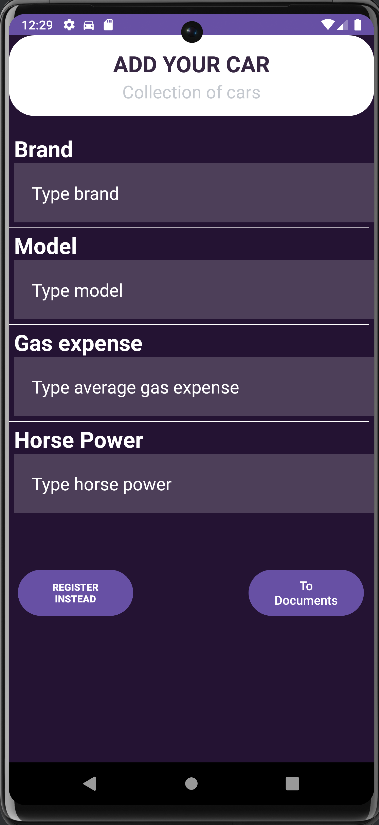 12:29
ADD YOUR CAR
Collection of cars
Brand
Type brand
Model
Type model
Gas expense
Type average gas expense
Horse Power
Type horse power
REGISTER
INSTEAD
To
Documents